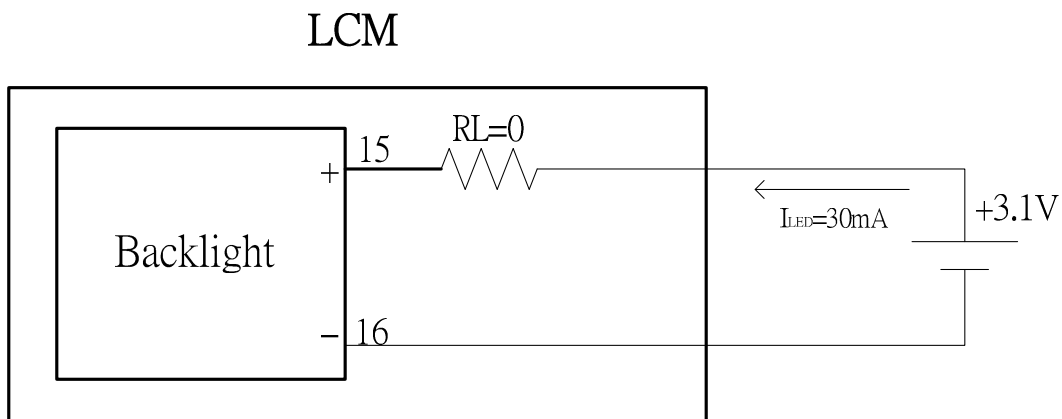 LCM
RL=0
+ 15
+3.1V
ILED=30mA
Backlight
− 16